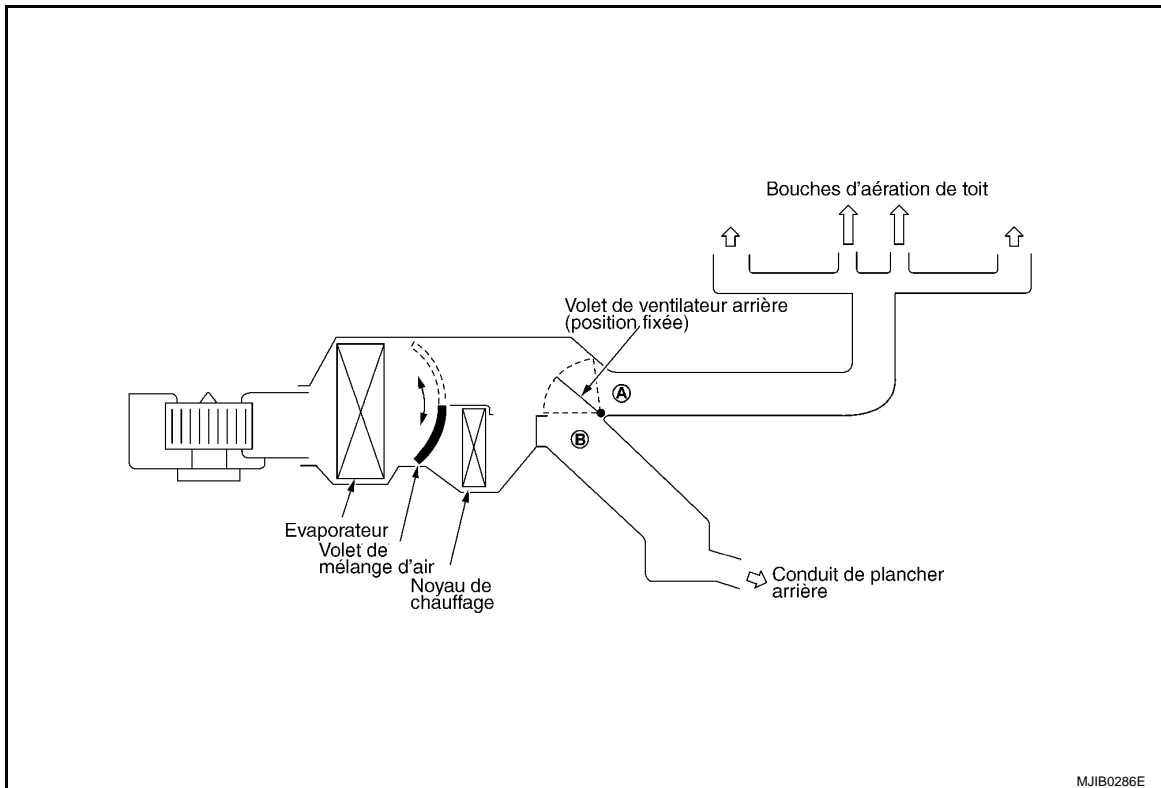 Bouches d'aération de toit
Volet de ventilateur arrière
(position fixée)
A
B
Evaporateur
Volet de
mélange d'air
Noyau de
chauffage
Conduit de plancher
arrière
MJIB0286E